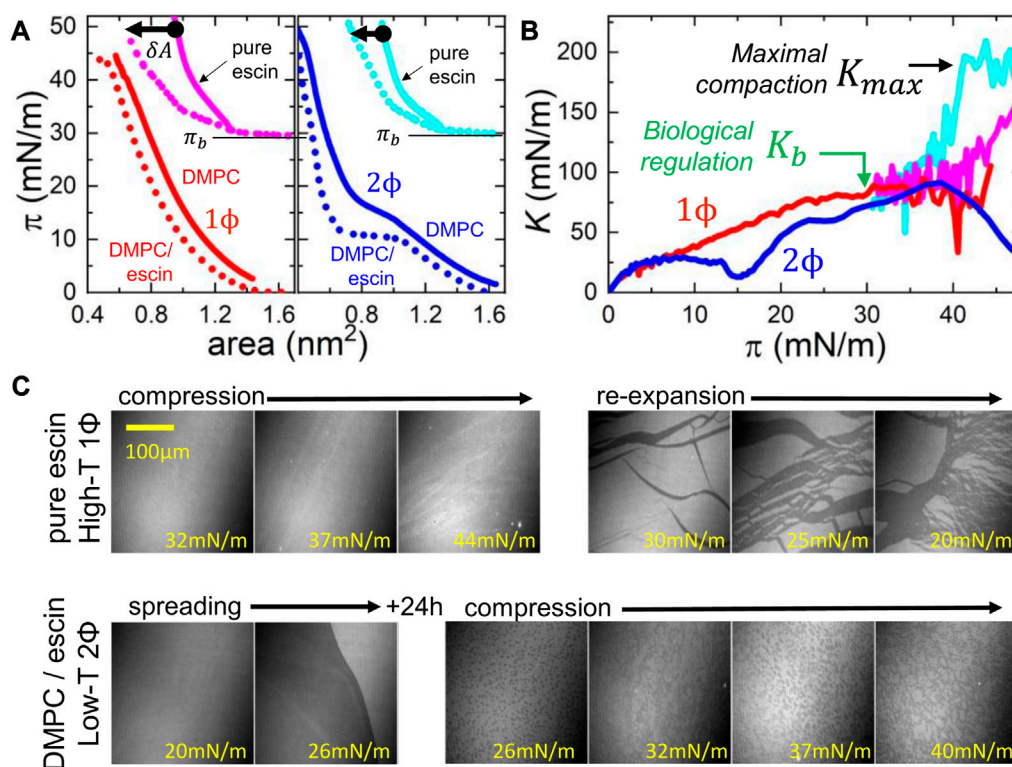 A
B
50
40
30
20
10
0
π (mN/m)
δA
pure
escin
π_b
DMPC
1ϕ
DMPC/
escin
0.4
0.8
1.2
pure
escin
π_b
2ϕ
DMPC
DMPC/
escin
0.8
1.2
1.6
area (nm²)
200
150
100
50
0
K (mN/m)
Maximal
compaction K_max
Biological
regulation K_b
1ϕ
2ϕ
0
10
20
30
40
π (mN/m)
C
compression
re-expansion
pure escin
High-T 1Φ
100μm
32mN/m
37mN/m
44mN/m
30mN/m
25mN/m
20mN/m
spreading
+24h
compression
DMPC / escin
Low-T 2Φ
20mN/m
26mN/m
26mN/m
32mN/m
37mN/m
40mN/m